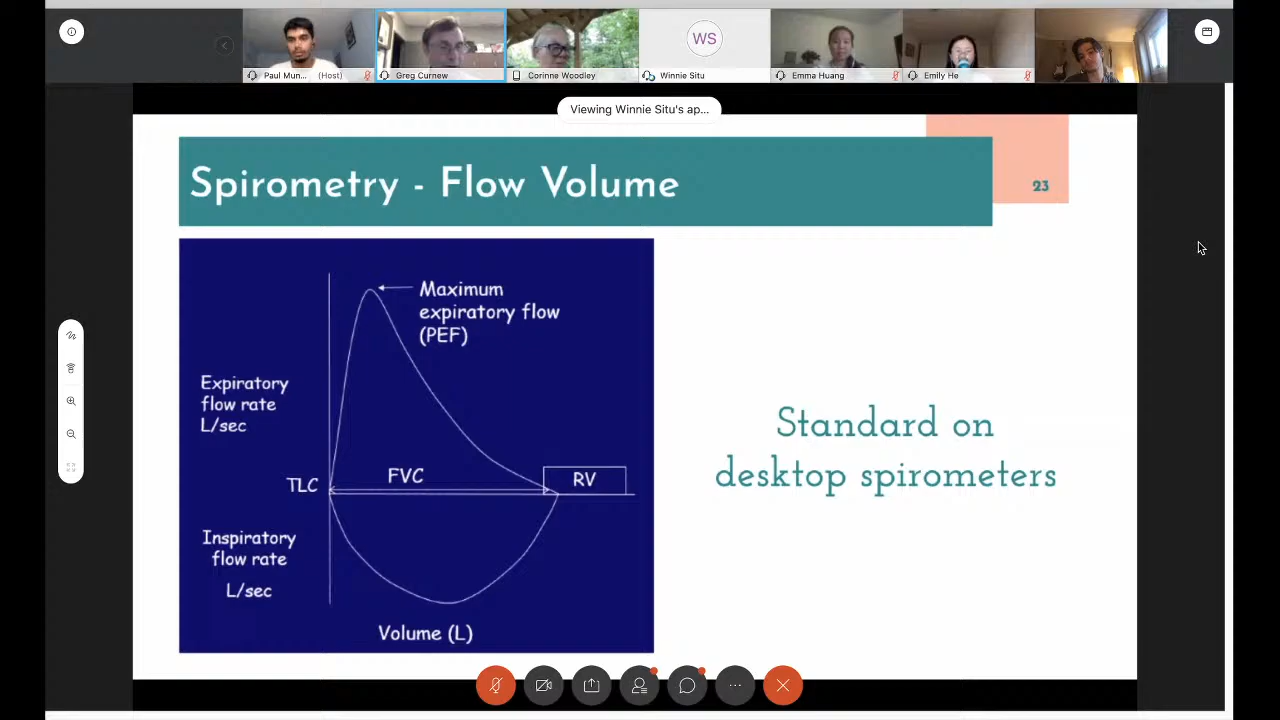 WS
Paul Mun... (Host)
Greg Curnew
Corinne Woodley
Winnie Situ
Emma Huang
Emily He
Viewing Winnie Situ's ap...
Spirometry - Flow Volume
23
Maximum
expiratory flow
(PEF)
Expiratory
flow rate
L/sec
TLC
FVC
RV
Inspiratory
flow rate
L/sec
Volume (L)
Standard on
desktop spirometers